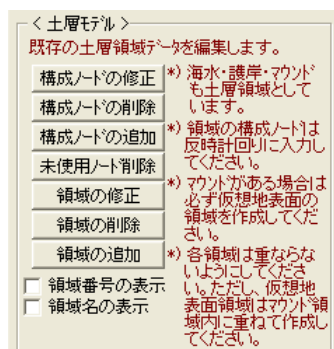 < 土層ﾓﾃﾞﾙ >
既存の土層領域ﾃﾞｰﾀを編集します。
構成ﾉｰﾄﾞの修正
構成ﾉｰﾄﾞの削除
構成ﾉｰﾄﾞの追加
未使用ﾉｰﾄﾞ削除
領域の修正
領域の削除
領域の追加
領域番号の表示
領域名の表示
*) 海水・護岸・ﾏｳﾝﾄﾞ
も土層領域として
います。
*) 領域の構成ﾉｰﾄﾞは
反時計回りに入力し
てください。
*) ﾏｳﾝﾄﾞがある場合は
必ず仮想地表面の
領域を作成してくだ
さい。
*) 各領域は重ならな
いようにしてくださ
い。ただし、仮想地
表面領域はﾏｳﾝﾄﾞ領
域内に重ねて作成し
てください。